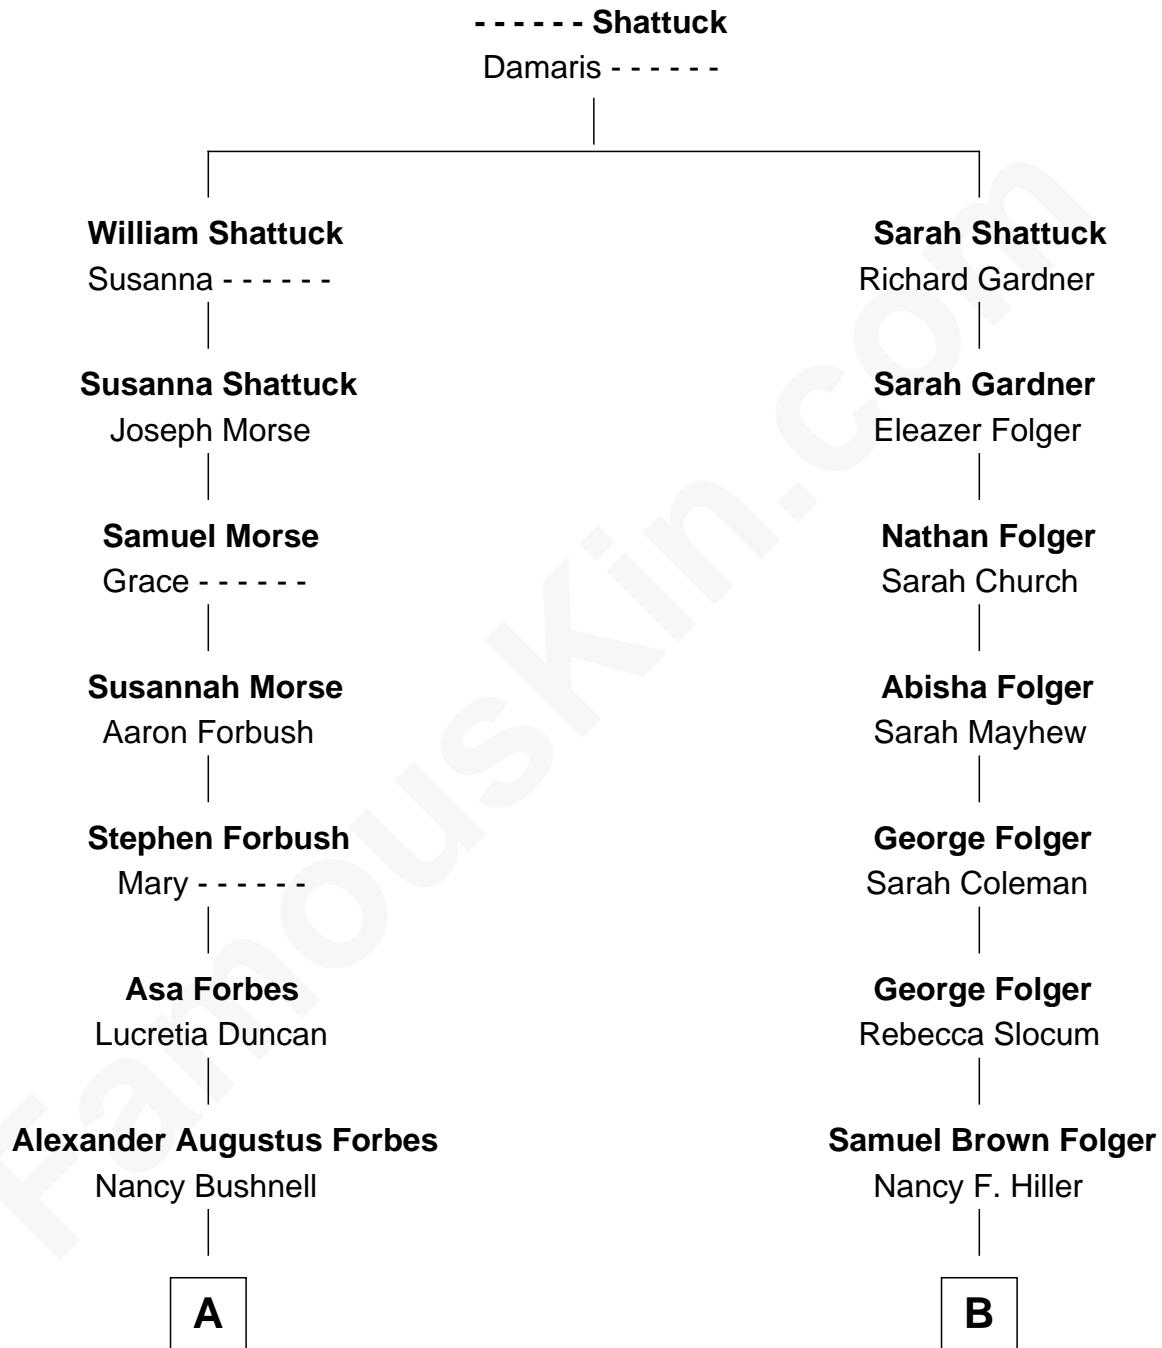 - - - - - - Shattuck
Damaris - - - - - -
William Shattuck
Susanna - - - - - -
Sarah Shattuck
Richard Gardner
Susanna Shattuck
Joseph Morse
Sarah Gardner
Eleazer Folger
Samuel Morse
Grace - - - - - -
Nathan Folger
Sarah Church
Susannah Morse
Aaron Forbush
Abisha Folger
Sarah Mayhew
Stephen Forbush
Mary - - - - - -
George Folger
Sarah Coleman
Asa Forbes
Lucretia Duncan
George Folger
Rebecca Slocum
Alexander Augustus Forbes
Nancy Bushnell
Samuel Brown Folger
Nancy F. Hiller
A
B
FamousKin.com